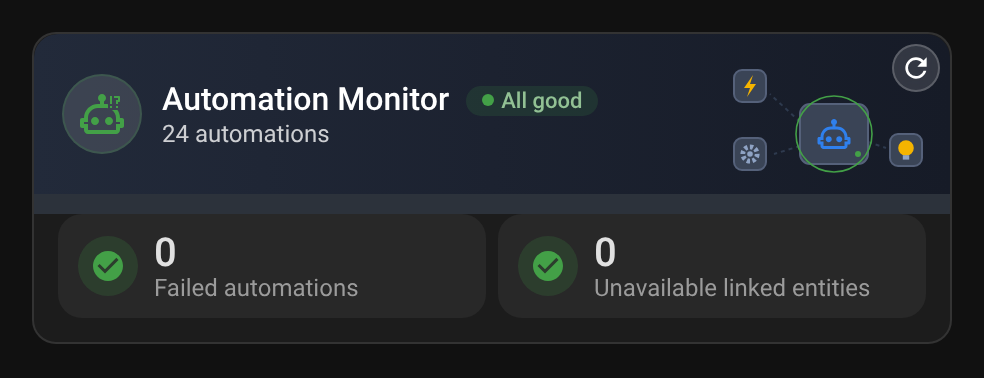 Automation Monitor
All good
24 automations
0
Failed automations
0
Unavailable linked entities